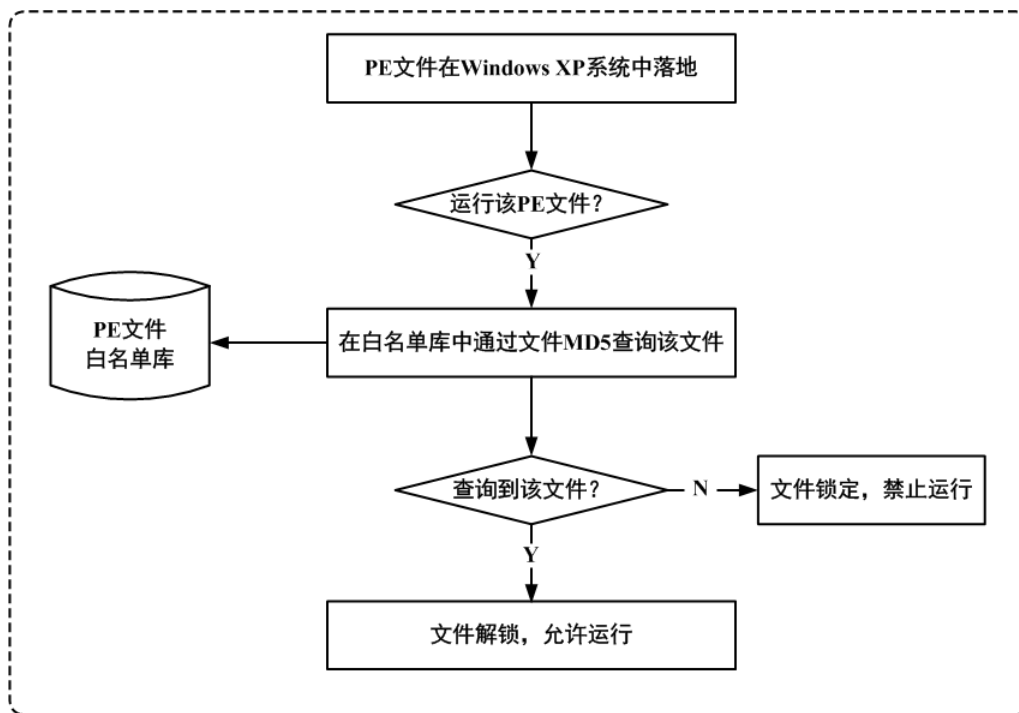 PE文件在Windows XP系统中落地
运行该PE文件？
Y
PE文件
白名单库
在白名单库中通过文件MD5查询该文件
查询到该文件？
N
文件锁定，禁止运行
Y
文件解锁，允许运行